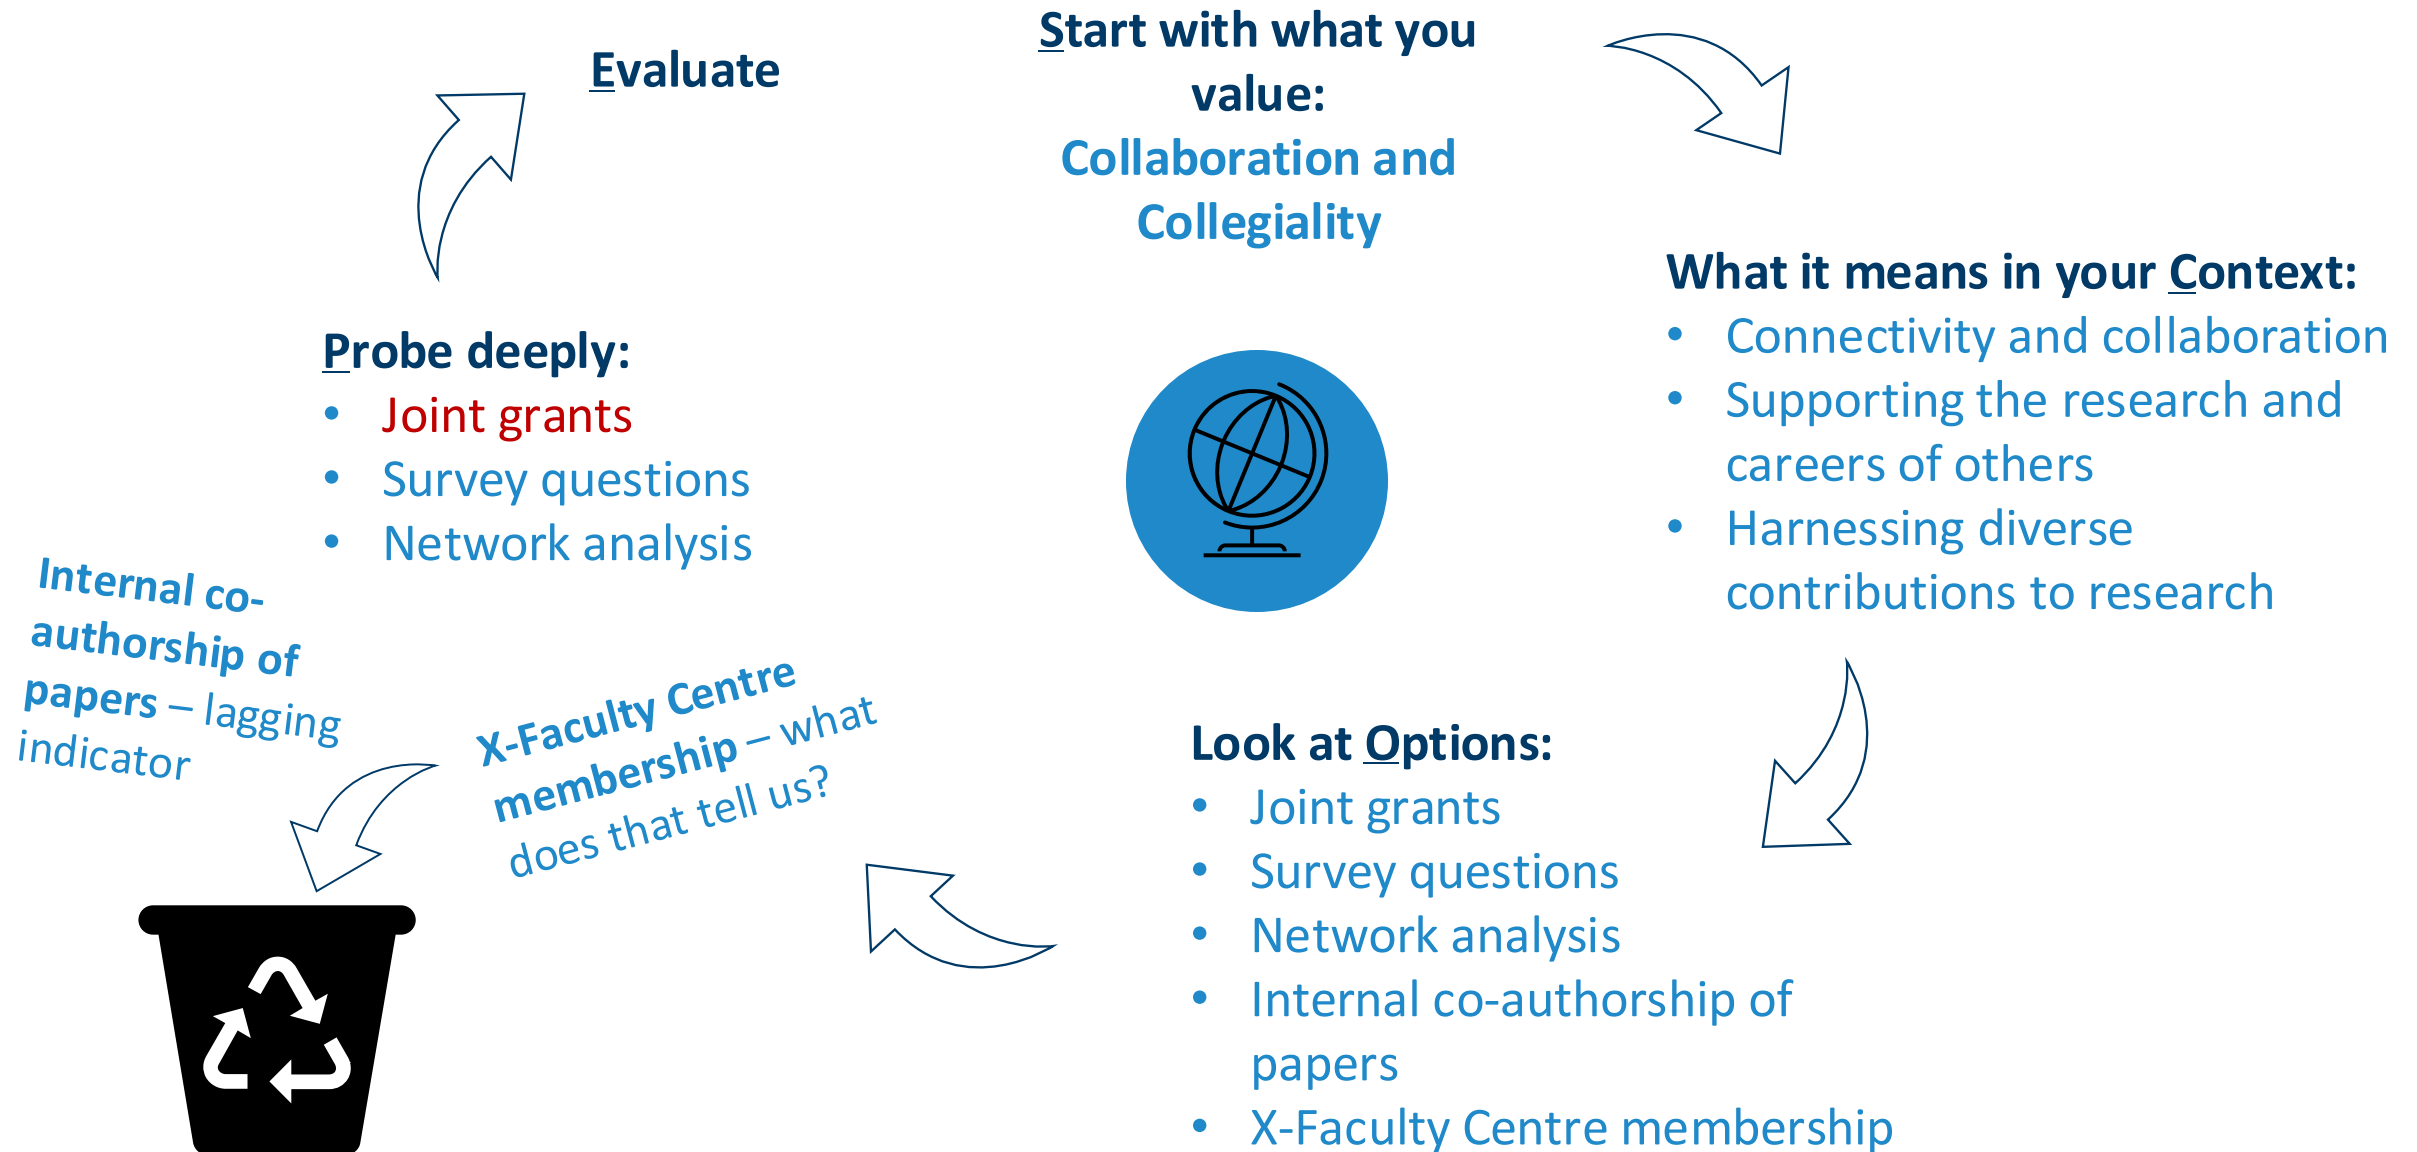 Start with what you
value:
Collaboration and
Collegiality
What it means in your Context:
• Connectivity and collaboration
• Supporting the research and
careers of others
• Harnessing diverse
contributions to research
Look at Options:
• Joint grants
• Survey questions
• Network analysis
• Internal co-authorship of
papers
• X-Faculty Centre membership
X-Faculty Centre
membership – what
does that tell us?
Internal co-
authorship of
papers – lagging
indicator
Probe deeply:
• Joint grants
• Survey questions
• Network analysis
Evaluate